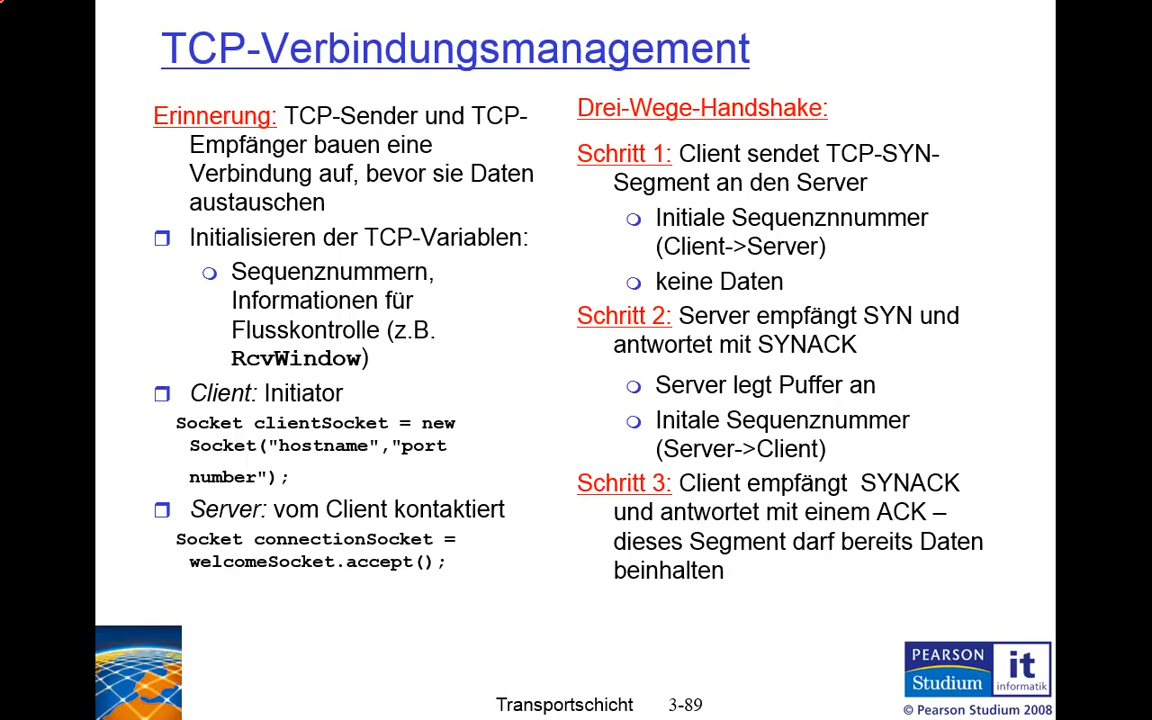 TCP-Verbindungsmanagement
Erinnerung: TCP-Sender und TCP-
Empfänger bauen eine
Verbindung auf, bevor sie Daten
austauschen
Initialisieren der TCP-Variablen:
Sequenznummern,
Informationen für
Flusskontrolle (z.B.
RcvWindow)
Client: Initiator
Socket clientSocket = new
Socket("hostname","port
number");
Server: vom Client kontaktiert
Socket connectionSocket =
welcomeSocket.accept();
Drei-Wege-Handshake:
Schritt 1: Client sendet TCP-SYN-
Segment an den Server
Initiale Sequenznnummer
(Client->Server)
keine Daten
Schritt 2: Server empfängt SYN und
antwortet mit SYNACK
Server legt Puffer an
Initale Sequenznummer
(Server->Client)
Schritt 3: Client empfängt SYNACK
und antwortet mit einem ACK –
dieses Segment darf bereits Daten
beinhalten
Transportschicht 3-89
PEARSON
Studium
it
informatik
© Pearson Studium 2008